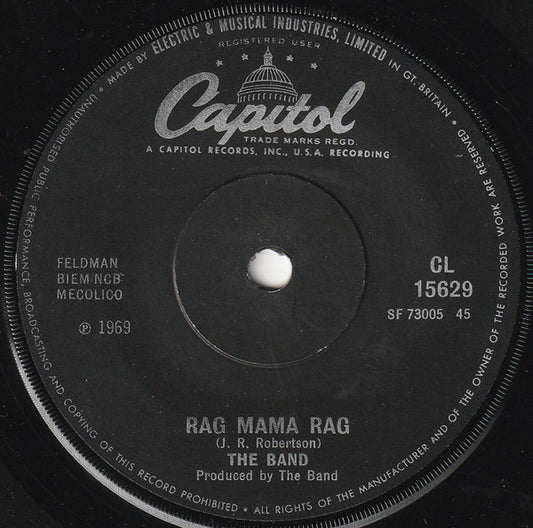 MADE BY ELECTRIC & MUSICAL INDUSTRIES, LIMITED IN GT. BRITAIN • ALL RIGHTS OF THE MANUFACTURER AND OF THE OWNER OF THE RECORDED WORK ARE RESERVED
UNAUTHORISED PUBLIC PERFORMANCE, BROADCASTING AND COPYING OF THIS RECORD PROHIBITED •
REGISTERED USER
Capitol
TRADE MARKS REGD.
A CAPITOL RECORDS, INC., U.S.A. RECORDING
FELDMAN
BIEM·NCB
MECOLICO
℗ 1969
CL
15629
SF 73005 45
RAG MAMA RAG
(J. R. Robertson)
THE BAND
Produced by The Band